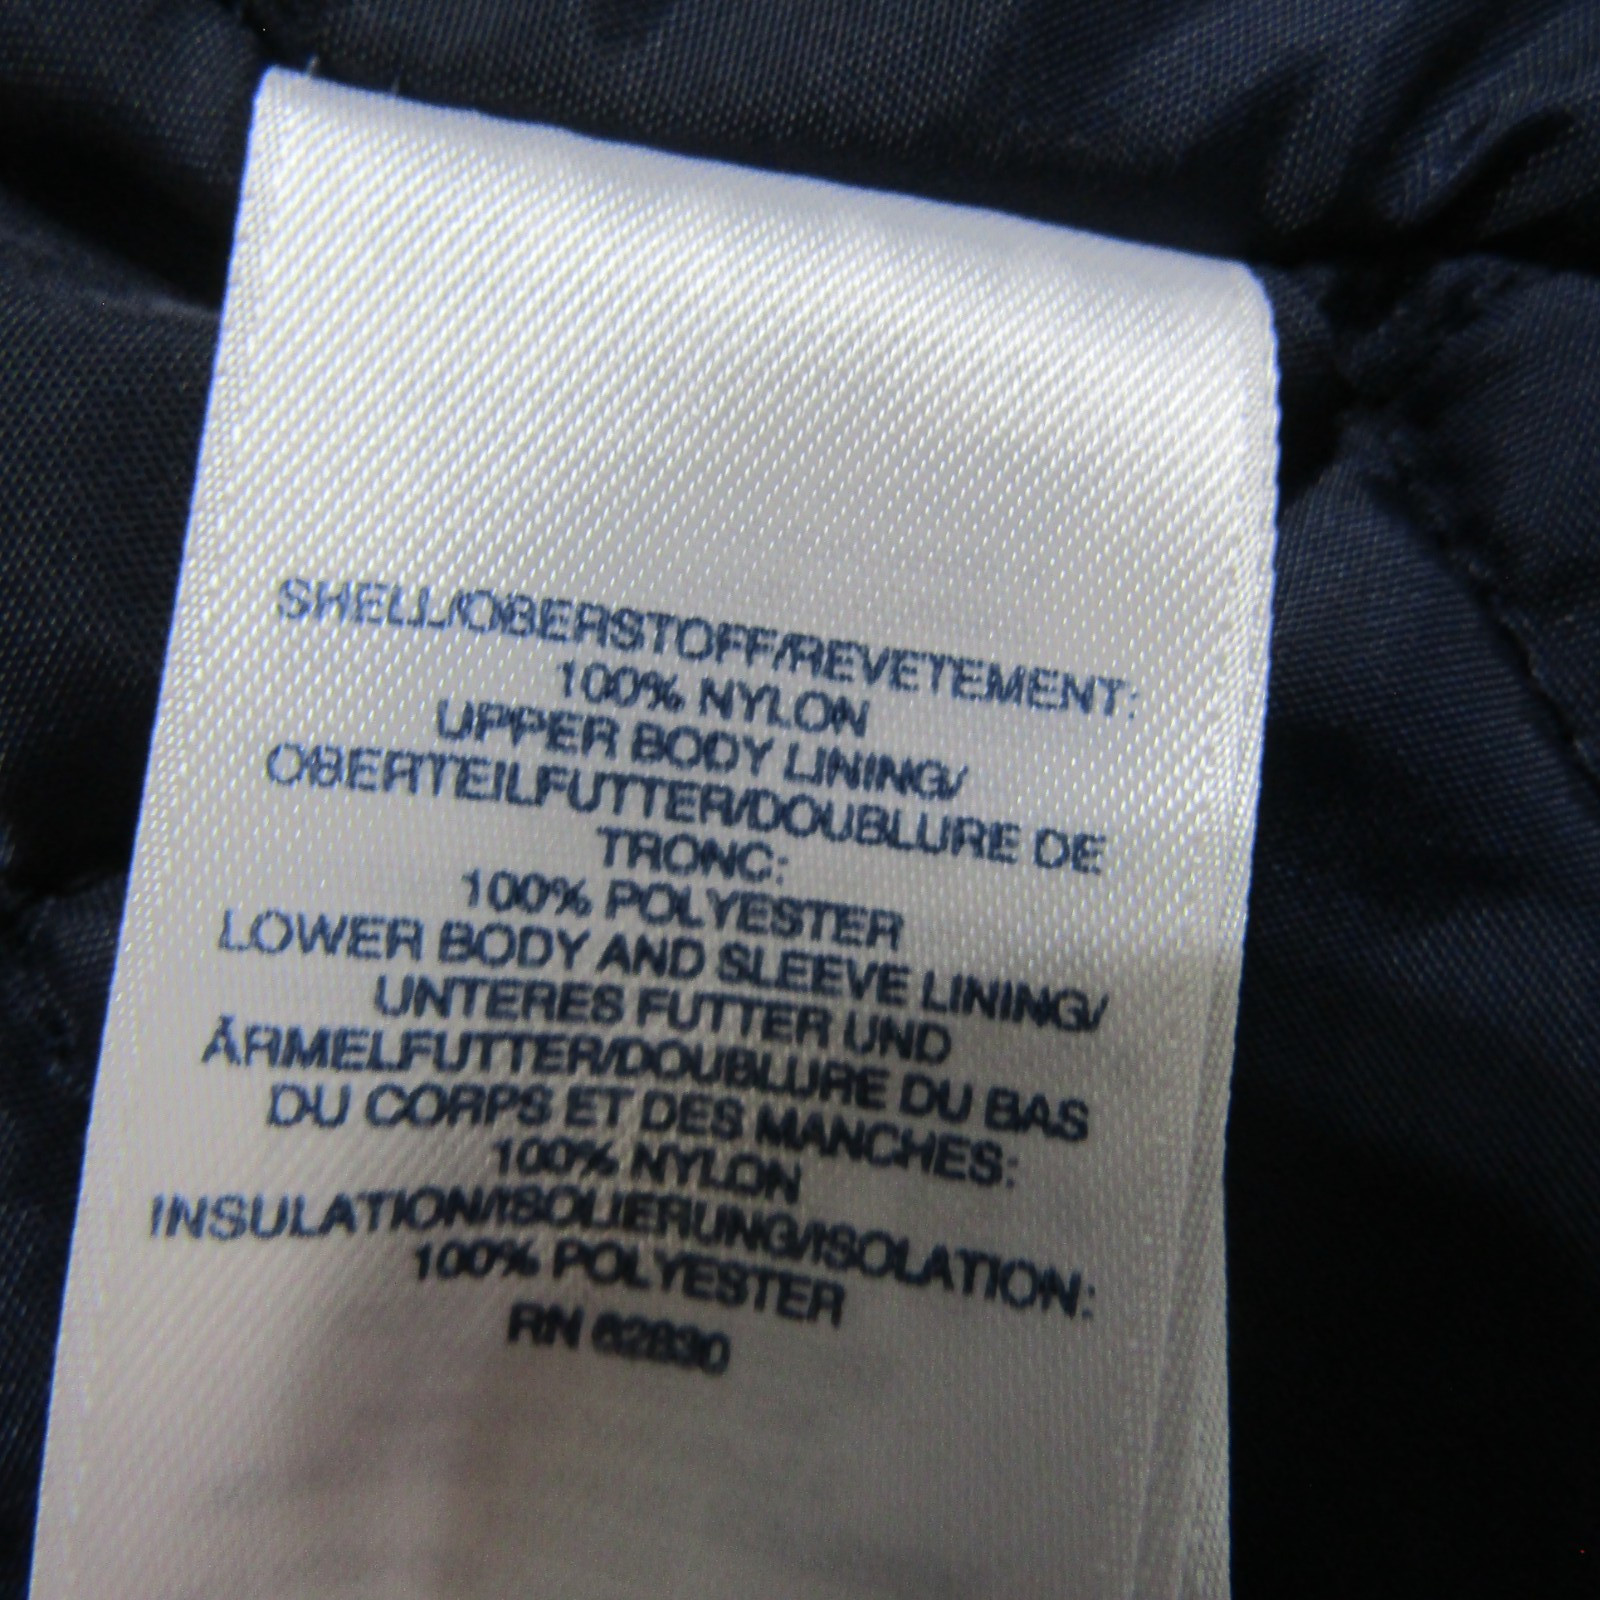 SHELL/OBERSTOFF/REVETEMENT:
100% NYLON
UPPER BODY LINING/
OBERTEILFUTTER/DOUBLURE DE
TRONC:
100% POLYESTER
LOWER BODY AND SLEEVE LINING/
UNTERES FUTTER UND
ÄRMELFUTTER/DOUBLURE DU BAS
DU CORPS ET DES MANCHES:
100% NYLON
INSULATION/ISOLIERUNG/ISOLATION:
100% POLYESTER
RN 62830